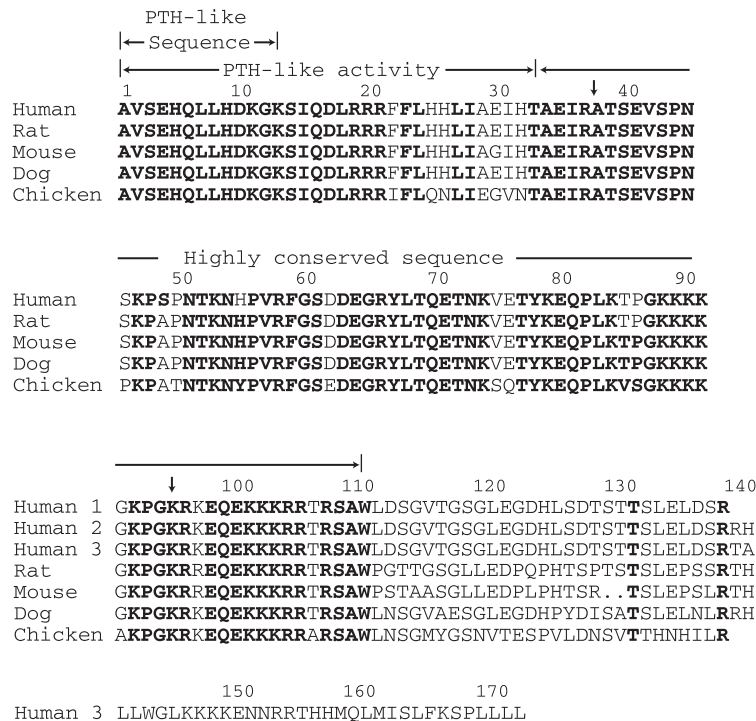 PTH-like
Sequence
PTH-like activity
1 10 20 30 40
Human AVSEHQLLHDKGKSIQDLRRRFFLHHLIAEIHTAEIRATSEVSPN
Rat AVSEHQLLHDKGKSIQDLRRRFFLHHLIAEIHTAEIRATSEVSPN
Mouse AVSEHQLLHDKGKSIQDLRRRFFLHHLIAGIHTAEIRATSEVSPN
Dog AVSEHQLLHDKGKSIQDLRRRFFLHHLIAEIHTAEIRATSEVSPN
Chicken AVSEHQLLHDKGKSIQDLRRRIFLQNLIEGVNTAEIRATSEVSPN
Highly conserved sequence
50 60 70 80 90
Human SKPSPNTKNHPVRFGSDDEGRYLTQETNKVETYKEQPLKTPGKKKK
Rat SKPAPNTKNHPVRFGSDDEGRYLTQETNKVETYKEQPLKTPGKKKK
Mouse SKPAPNTKNHPVRFGSDDEGRYLTQETNKVETYKEQPLKTPGKKKK
Dog SKPAPNTKNHPVRFGSDDEGRYLTQETNKVETYKEQPLKTPGKKKK
Chicken PKPATNTKNYPVRFGSEDEGRYLTQETNKSQTYKEQPLKVSGKKKK
100 110 120 130 140
Human 1 GKPGKRKEQEKKKRRTRSAWLDSGVTGSGLEGDHLSDTSTTSLELDSR
Human 2 GKPGKRKEQEKKKRRTRSAWLDSGVTGSGLEGDHLSDTSTTSLELDSRRH
Human 3 GKPGKRKEQEKKKRRTRSAWLDSGVTGSGLEGDHLSDTSTTSLELDSRTA
Rat GKPGKRREQEKKKRRTRSAWPGTTGSGLLEDPQPHTSPTSTSLEPSSRTH
Mouse GKPGKRREQEKKKRRTRSAWPSTAASGLLEDPLPHTSR..TSLEPSLRTH
Dog GKPGKRKEQEKKKRRTRSAWLNSGVAESGLEGDHPYDISATSLELNLRRH
Chicken AKPGKRKEQEKKKRRARSAWLNSGMYGSNVTESPVLDNSVTTHNHILR
150 160 170
Human 3 LLWGLKKKKENNRRTHHMQLMISLFKSPLLLL